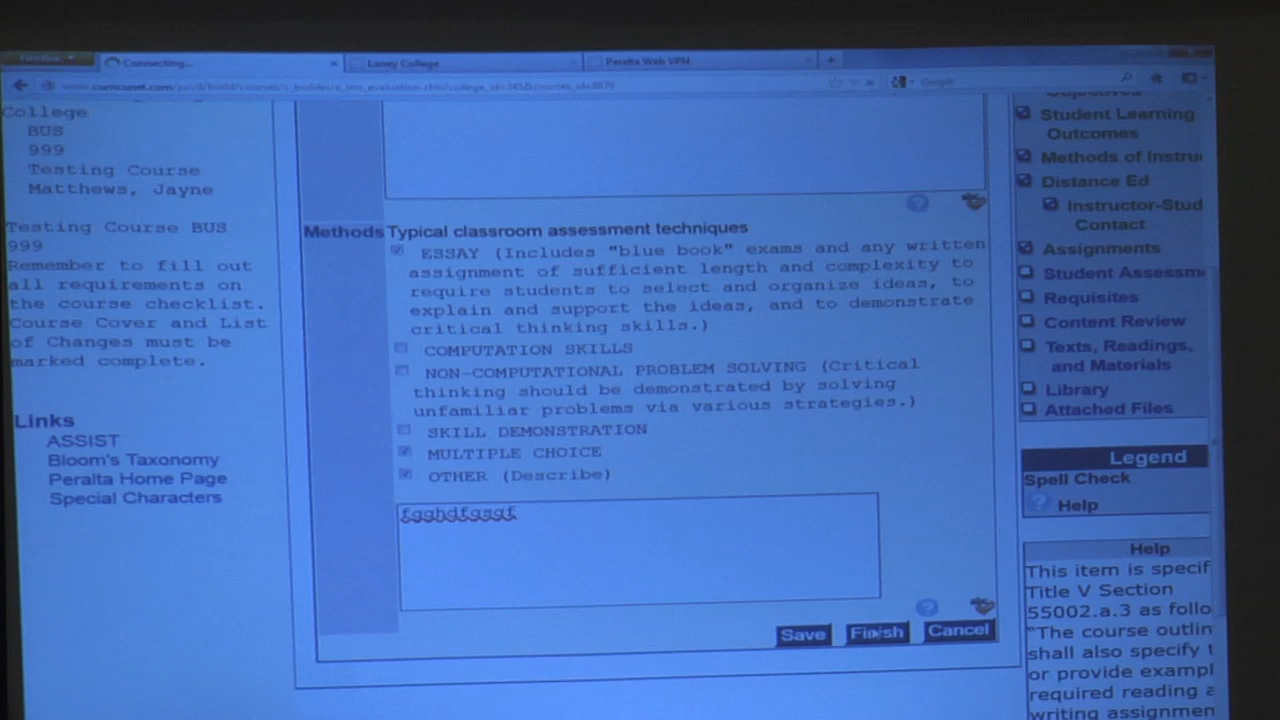 Connecting...
Laney College
Peralta Web VPN
Google
College
BUS
999
Testing Course
Matthews, Jayne
Testing Course BUS
999
Remember to fill out
all requirements on
the course checklist.
Course Cover and List
of Changes must be
marked complete.
Links
ASSIST
Bloom's Taxonomy
Peralta Home Page
Special Characters
Methods
Typical classroom assessment techniques
ESSAY (Includes "blue book" exams and any written
assignment of sufficient length and complexity to
require students to select and organize ideas, to
explain and support the ideas, and to demonstrate
critical thinking skills.)
COMPUTATION SKILLS
NON-COMPUTATIONAL PROBLEM SOLVING (Critical
thinking should be demonstrated by solving
unfamiliar problems via various strategies.)
SKILL DEMONSTRATION
MULTIPLE CHOICE
OTHER (Describe)
Save Finish Cancel
Objectives
Student Learning
Outcomes
Methods of Instru
Distance Ed
Instructor-Stud
Contact
Assignments
Student Assessm
Requisites
Content Review
Texts, Readings,
and Materials
Library
Attached Files
Legend
Spell Check
? Help
Help
This item is specif
Title V Section
55002.a.3 as follo
"The course outlin
shall also specify t
or provide exampl
required reading a
writing assignmen